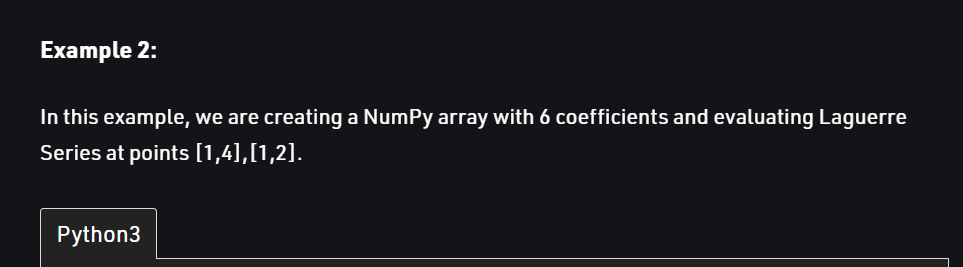 Example 2:
In this example, we are creating a NumPy array with 6 coefficients and evaluating Laguerre
Series at points [1,4],[1,2].
Python3